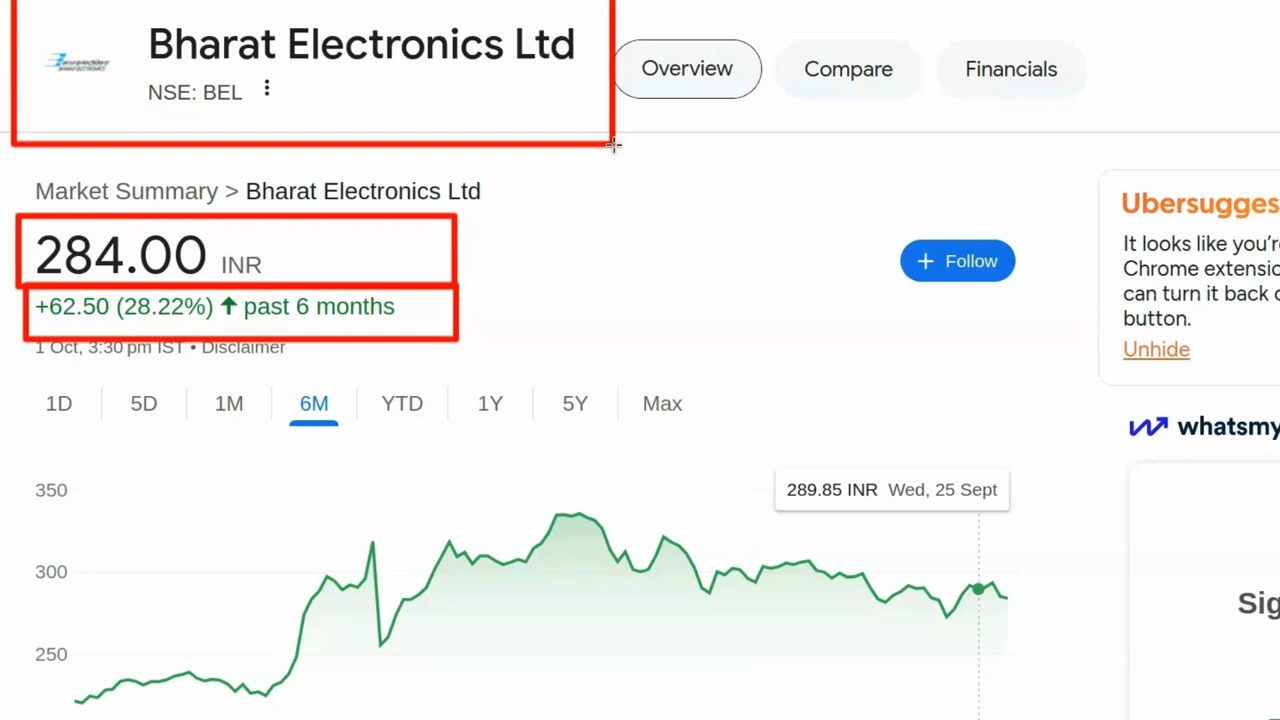 Bharat Electronics Ltd
NSE: BEL
Overview
Compare
Financials
Market Summary > Bharat Electronics Ltd
284.00 INR
+62.50 (28.22%) ↑ past 6 months
1 Oct, 3:30 pm IST • Disclaimer
+ Follow
1D 5D 1M 6M YTD 1Y 5Y Max
289.85 INR Wed, 25 Sept
350
300
250
Ubersugges
It looks like you're
Chrome extensio
can turn it back o
button.
Unhide
whatsmy
Sig